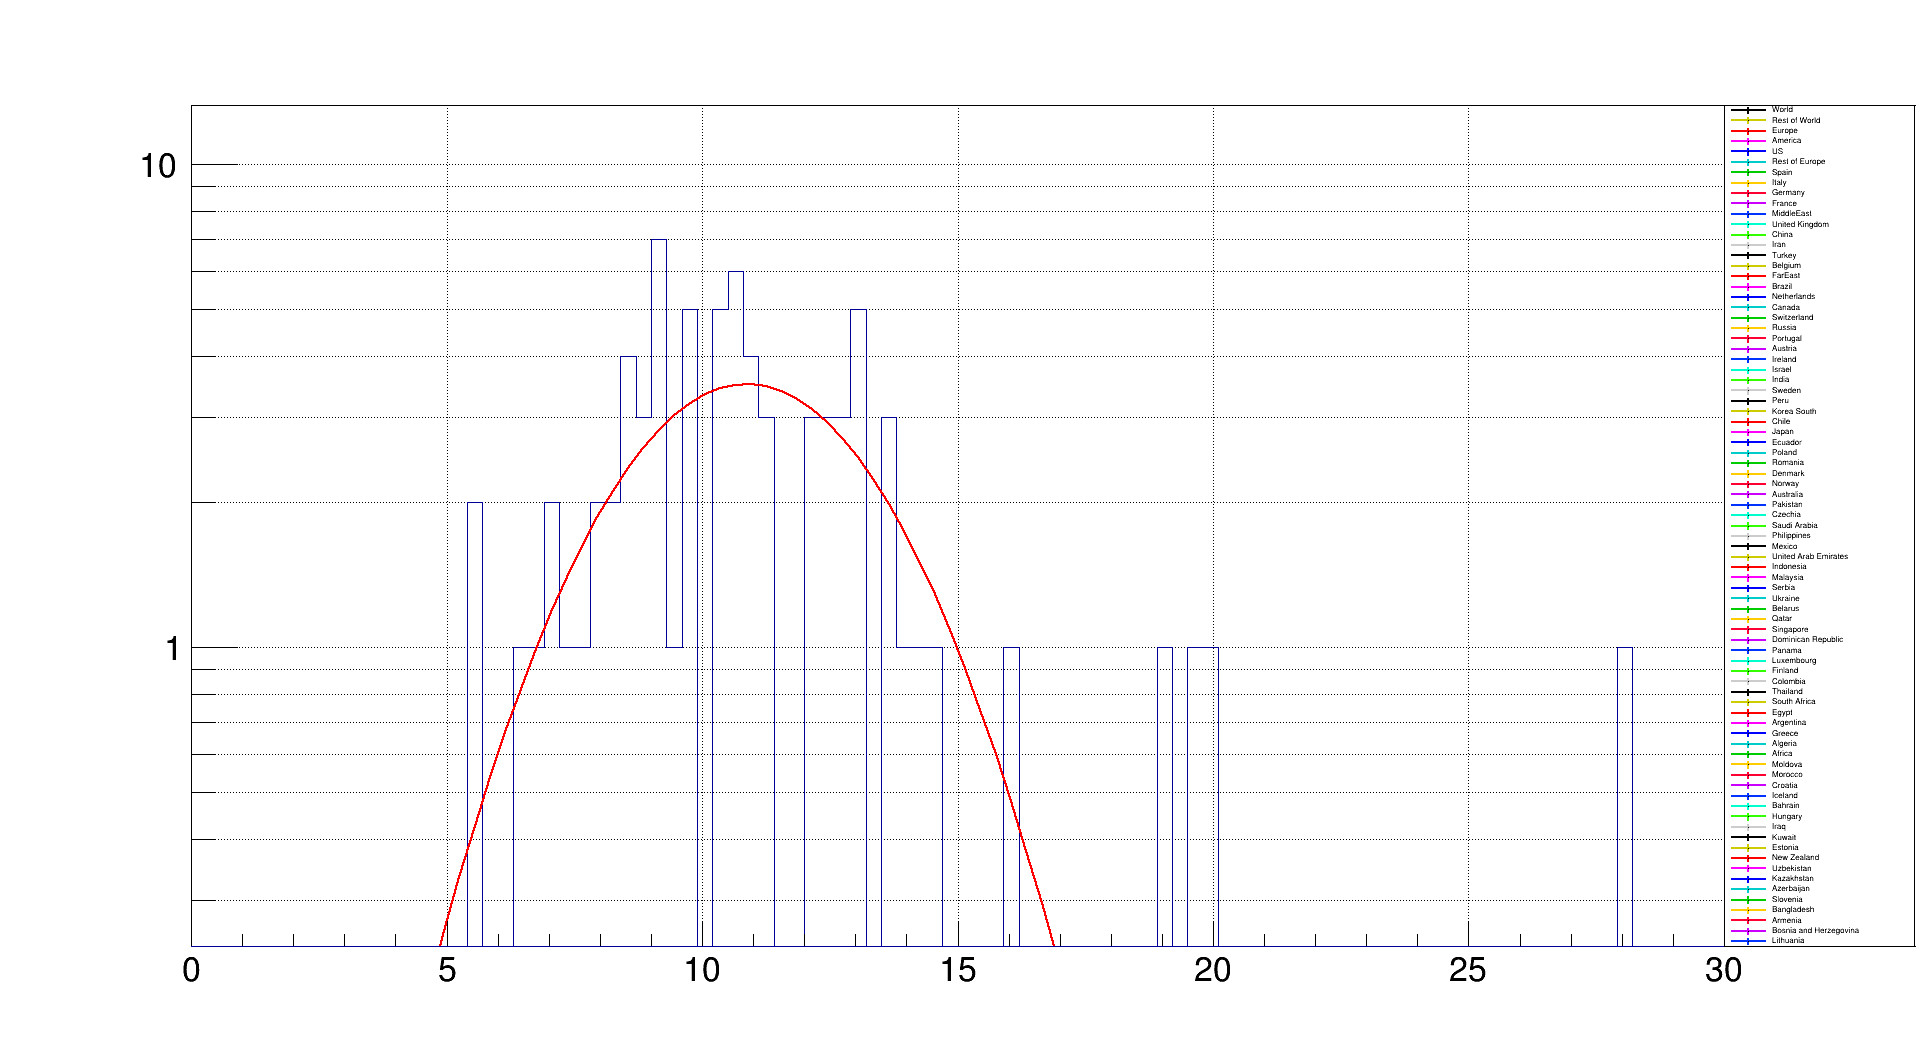 10
1
0 5 10 15 20 25 30
World
Rest of World
Europe
America
US
Rest of Europe
Spain
Italy
Germany
France
MiddleEast
United Kingdom
China
Iran
Turkey
Belgium
FarEast
Brazil
Netherlands
Canada
Switzerland
Russia
Portugal
Austria
Ireland
Israel
India
Sweden
Peru
Korea South
Chile
Japan
Ecuador
Poland
Romania
Denmark
Norway
Australia
Pakistan
Czechia
Saudi Arabia
Philippines
Mexico
United Arab Emirates
Indonesia
Malaysia
Serbia
Ukraine
Belarus
Qatar
Singapore
Dominican Republic
Panama
Luxembourg
Finland
Colombia
Thailand
South Africa
Egypt
Argentina
Greece
Algeria
Africa
Moldova
Morocco
Croatia
Iceland
Bahrain
Hungary
Iraq
Kuwait
Estonia
New Zealand
Uzbekistan
Kazakhstan
Azerbaijan
Slovenia
Bangladesh
Armenia
Bosnia and Herzegovina
Lithuania